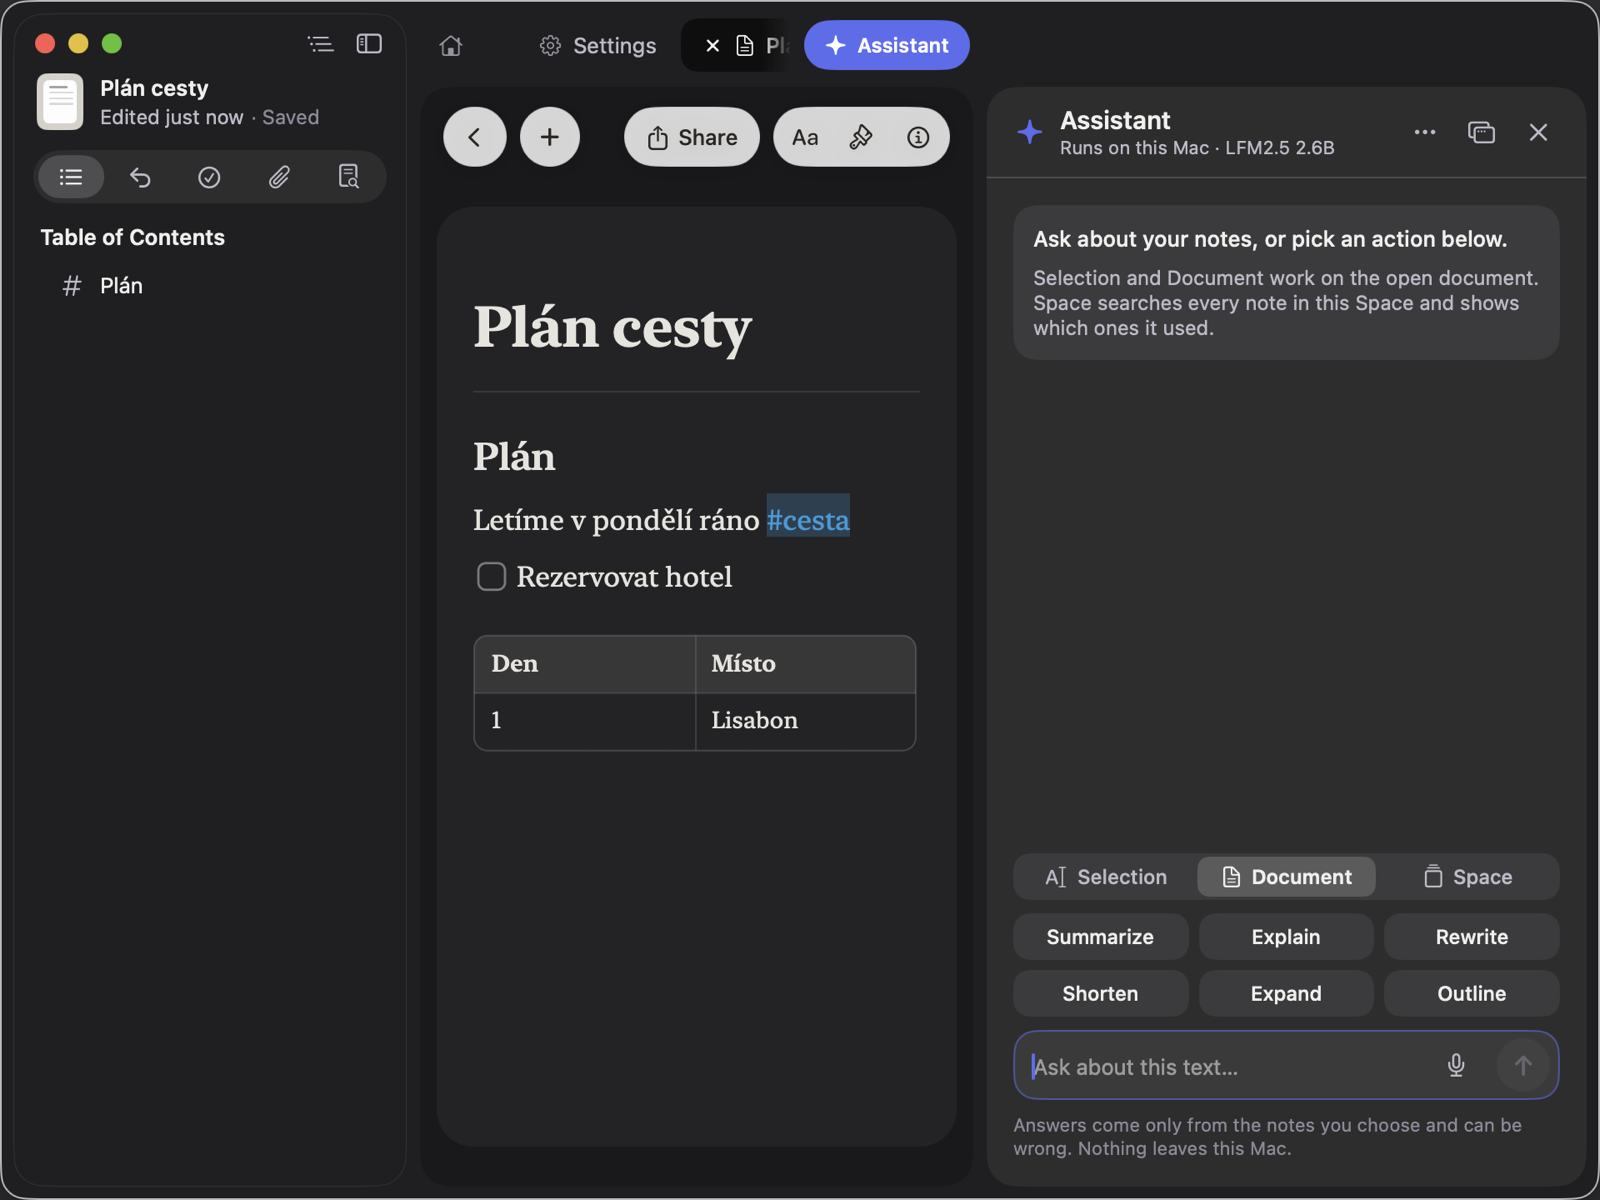 Plán cesty
Edited just now · Saved
Table of Contents
# Plán
Settings
Assistant
Share
Aa
Plán cesty
Plán
Letíme v pondělí ráno #cesta
Rezervovat hotel
Den Místo
1 Lisabon
Assistant
Runs on this Mac · LFM2.5 2.6B
Ask about your notes, or pick an action below.
Selection and Document work on the open document.
Space searches every note in this Space and shows
which ones it used.
Selection Document Space
Summarize Explain Rewrite
Shorten Expand Outline
Ask about this text...
Answers come only from the notes you choose and can be
wrong. Nothing leaves this Mac.